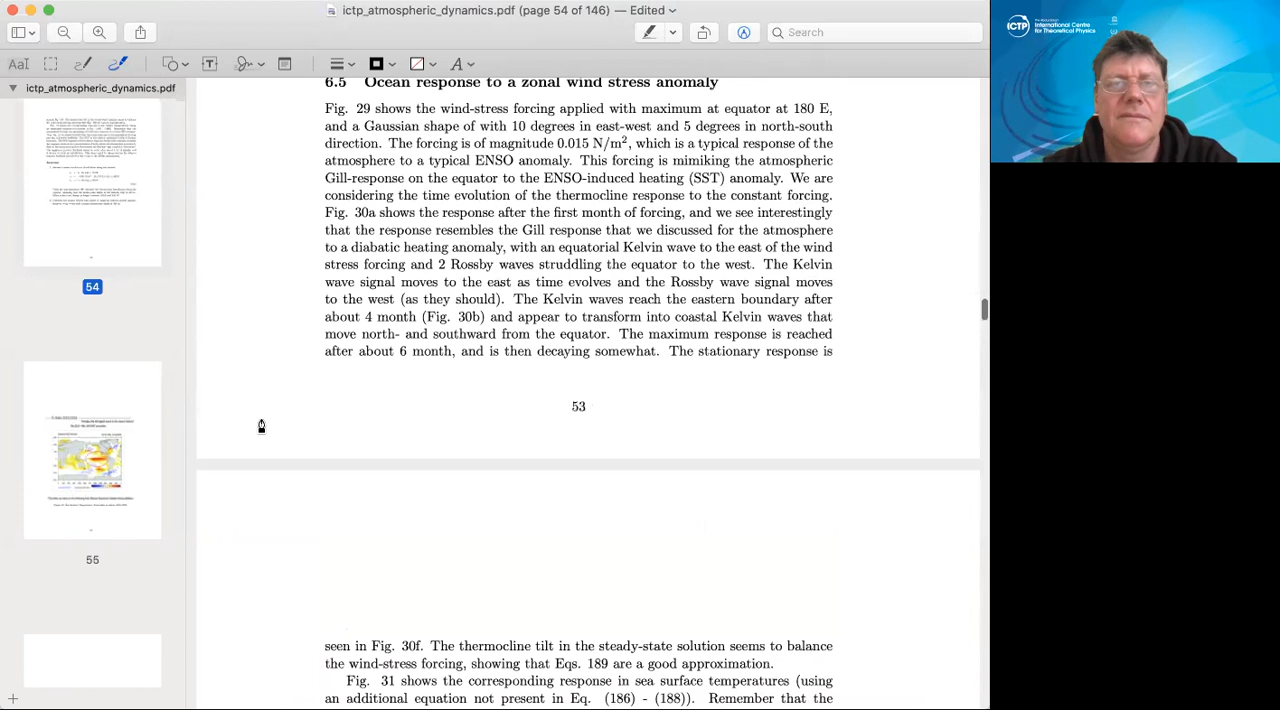 ictp_atmospheric_dynamics.pdf (page 54 of 146) — Edited
Search
AaI
T
A
ictp_atmospheric_dynamics.pdf
54
55
6.5 Ocean response to a zonal wind stress anomaly
Fig. 29 shows the wind-stress forcing applied with maximum at equator at 180 E,
and a Gaussian shape of width 30 degrees in east-west and 5 degrees in north-south
direction. The forcing is about 0.015 N/m², which is a typical response of the
atmosphere to a typical ENSO anomaly. This forcing is mimiking the atmospheric
Gill response on the equator to the ENSO-induced heating (SST) anomaly. We are
considering the time evolution of the thermocline response to the constant forcing.
Fig. 30a shows the response after the first month of forcing, and we see interestingly
that the response resembles the Gill response that we discussed for the atmosphere
to a diabatic heating anomaly, with an equatorial Kelvin wave to the east of the wind
stress forcing and 2 Rossby waves struddling the equator to the west. The Kelvin
wave signal moves to the east as time evolves and the Rossby wave signal moves
to the west (as they should). The Kelvin waves reach the eastern boundary after
about 4 month (Fig. 30b) and appear to transform into coastal Kelvin waves that
move north- and southward from the equator. The maximum response is reached
after about 6 month, and is then decaying somewhat. The stationary response is
53
seen in Fig. 30f. The thermocline tilt in the steady-state solution seems to balance
the wind-stress forcing, showing that Eqs. 189 are a good approximation.
Fig. 31 shows the corresponding response in sea surface temperatures (using
an additional equation not present in Eq. (186) - (188)). Remember that the
ICTP
International Centre
for Theoretical Physics